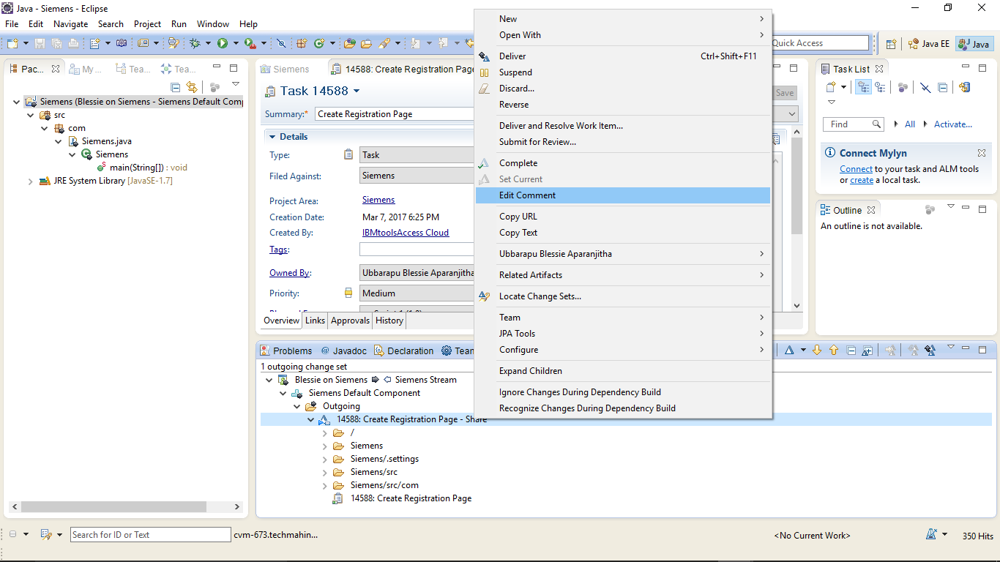 Java - Siemens - Eclipse
File Edit Navigate Search Project Run Window Help
Quick Access
Java EE
Java
Pac...
My ...
Tea...
Tea...
Siemens (Blessie on Siemens - Siemens Default Comp
src
com
Siemens.java
Siemens
main(String[]) : void
JRE System Library [JavaSE-1.7]
Siemens
14588: Create Registration Page
Task 14588
Save
Summary:* Create Registration Page
Details
Type: Task
Filed Against: Siemens
Project Area: Siemens
Creation Date: Mar 7, 2017 6:25 PM
Created By: IBMtoolsAccess Cloud
Tags:
Owned By: Ubbarapu Blessie Aparanjitha
Priority: Medium
Overview Links Approvals History
New
Open With
Deliver Ctrl+Shift+F11
Suspend
Discard...
Reverse
Deliver and Resolve Work Item...
Submit for Review...
Complete
Set Current
Edit Comment
Copy URL
Copy Text
Ubbarapu Blessie Aparanjitha
Related Artifacts
Locate Change Sets...
Team
JPA Tools
Configure
Expand Children
Ignore Changes During Dependency Build
Recognize Changes During Dependency Build
Task List
Find
All
Activate...
Connect Mylyn
Connect to your task and ALM tools
or create a local task.
Outline
An outline is not available.
Problems
@ Javadoc
Declaration
Team
1 outgoing change set
Blessie on Siemens Siemens Stream
Siemens Default Component
Outgoing
14588: Create Registration Page - Share
/
Siemens
Siemens/.settings
Siemens/src
Siemens/src/com
14588: Create Registration Page
Search for ID or Text
cvm-673.techmahin...
<No Current Work>
350 Hits